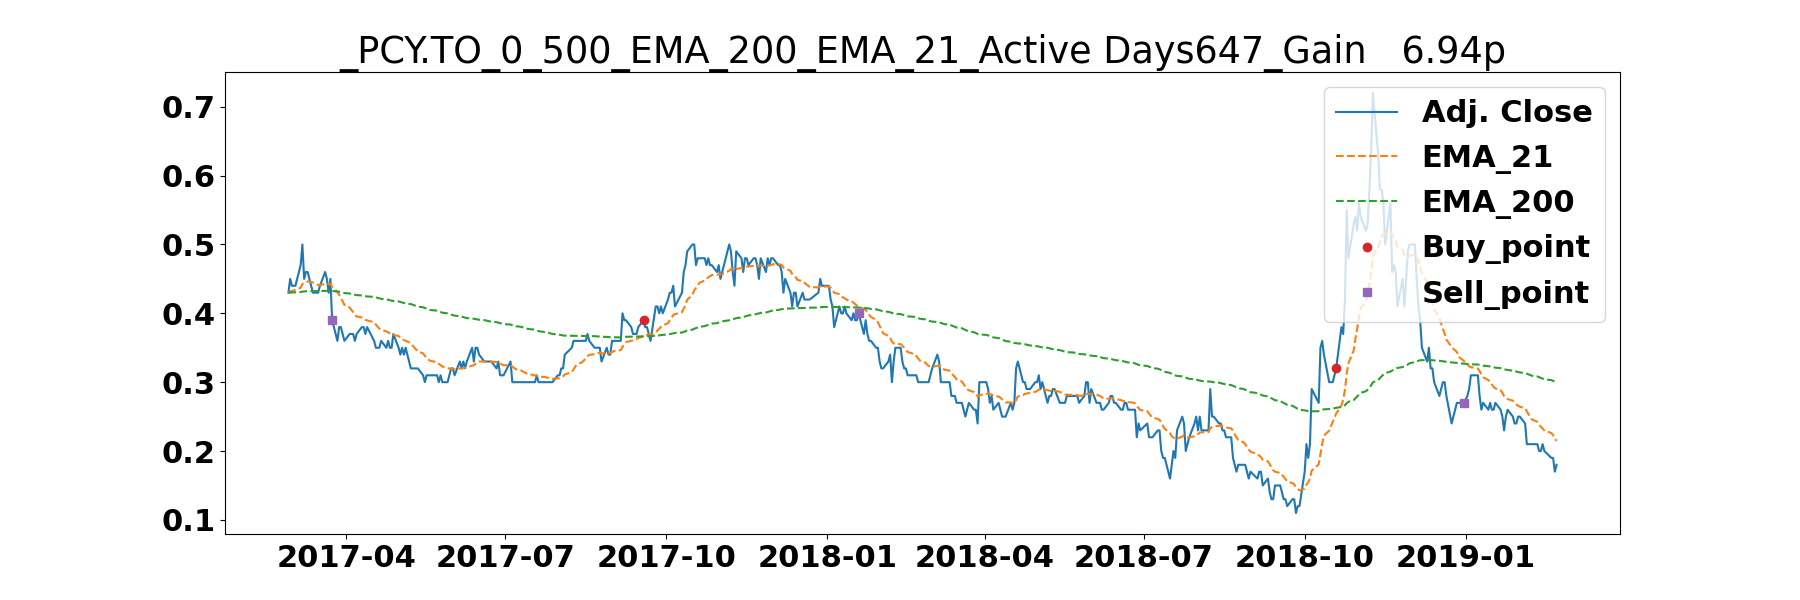 _PCY.TO_0_500_EMA_200_EMA_21_Active Days647_Gain   6.94p
0.7
0.6
0.5
0.4
0.3
0.2
0.1
Adj. Close
EMA_21
EMA_200
Buy_point
Sell_point
2017-04 2017-07 2017-10 2018-01 2018-04 2018-07 2018-10 2019-01